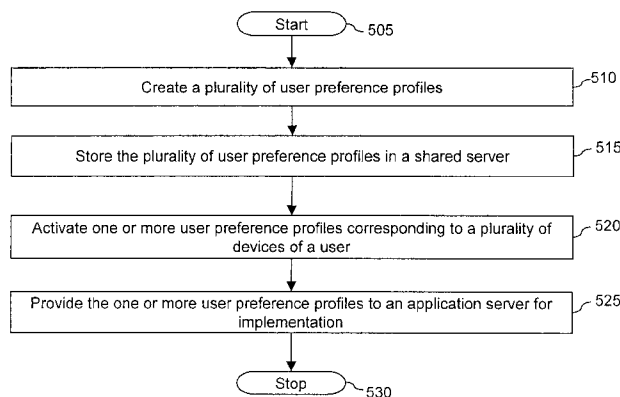 Start
505
Create a plurality of user preference profiles
510
Store the plurality of user preference profiles in a shared server
515
Activate one or more user preference profiles corresponding to a plurality of
devices of a user
520
Provide the one or more user preference profiles to an application server for
implementation
525
Stop
530